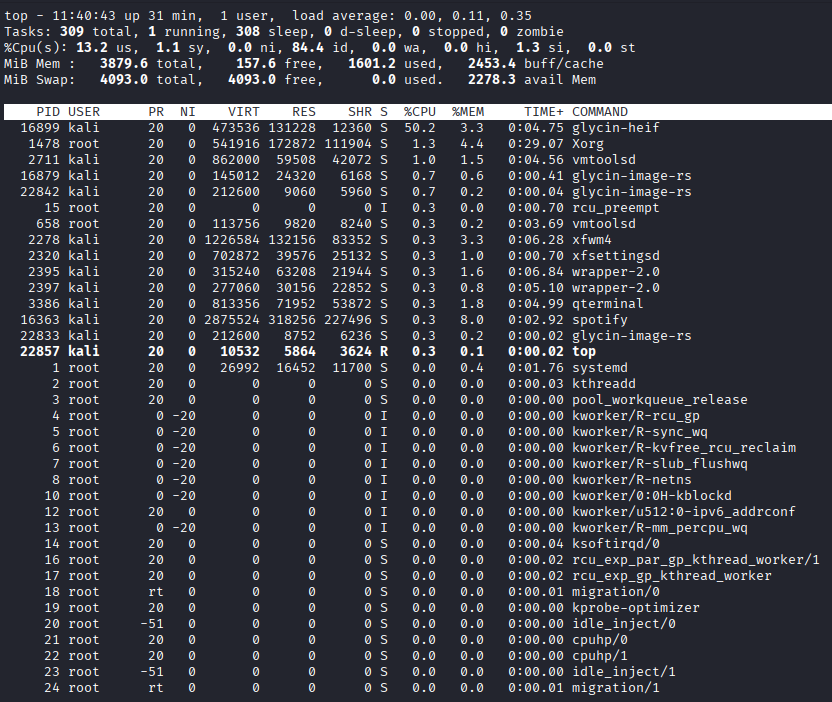 top - 11:40:43 up 31 min,  1 user,  load average: 0.00, 0.11, 0.35
Tasks: 309 total, 1 running, 308 sleep, 0 d-sleep, 0 stopped, 0 zombie
%Cpu(s): 13.2 us,  1.1 sy,  0.0 ni, 84.4 id,  0.0 wa,  0.0 hi,  1.3 si,  0.0 st
MiB Mem :   3879.6 total,    157.6 free,   1601.2 used,   2453.4 buff/cache
MiB Swap:   4093.0 total,   4093.0 free,      0.0 used.   2278.3 avail Mem
PID USER      PR  NI    VIRT    RES    SHR S  %CPU  %MEM     TIME+ COMMAND
16899 kali      20   0  473536 131228  12360 S  50.2   3.3   0:04.75 glycin-heif
1478 root      20   0  541916 172872 111904 S   1.3   4.4   0:29.07 Xorg
2711 kali      20   0  862000  59508  42072 S   1.0   1.5   0:04.56 vmtoolsd
16879 kali      20   0  145012  24320   6168 S   0.7   0.6   0:00.41 glycin-image-rs
22842 kali      20   0  212600   9060   5960 S   0.7   0.2   0:00.04 glycin-image-rs
15 root      20   0       0      0      0 I   0.3   0.0   0:00.70 rcu_preempt
658 root      20   0  113756   9820   8240 S   0.3   0.2   0:03.69 vmtoolsd
2278 kali      20   0 1226584 132156  83352 S   0.3   3.3   0:06.28 xfwm4
2320 kali      20   0  702872  39576  25132 S   0.3   1.0   0:00.70 xfsettingsd
2395 kali      20   0  315240  63208  21944 S   0.3   1.6   0:06.84 wrapper-2.0
2397 kali      20   0  277060  30156  22852 S   0.3   0.8   0:05.10 wrapper-2.0
3386 kali      20   0  813356  71952  53872 S   0.3   1.8   0:04.99 qterminal
16363 kali      20   0 2875524 318256 227496 S   0.3   8.0   0:02.92 spotify
22833 kali      20   0  212600   8752   6236 S   0.3   0.2   0:00.02 glycin-image-rs
22857 kali      20   0   10532   5864   3624 R   0.3   0.1   0:00.02 top
1 root      20   0   26992  16452  11700 S   0.0   0.4   0:01.76 systemd
2 root      20   0       0      0      0 S   0.0   0.0   0:00.03 kthreadd
3 root      20   0       0      0      0 S   0.0   0.0   0:00.00 pool_workqueue_release
4 root       0 -20       0      0      0 I   0.0   0.0   0:00.00 kworker/R-rcu_gp
5 root       0 -20       0      0      0 I   0.0   0.0   0:00.00 kworker/R-sync_wq
6 root       0 -20       0      0      0 I   0.0   0.0   0:00.00 kworker/R-kvfree_rcu_reclaim
7 root       0 -20       0      0      0 I   0.0   0.0   0:00.00 kworker/R-slub_flushwq
8 root       0 -20       0      0      0 I   0.0   0.0   0:00.00 kworker/R-netns
10 root       0 -20       0      0      0 I   0.0   0.0   0:00.00 kworker/0:0H-kblockd
12 root      20   0       0      0      0 I   0.0   0.0   0:00.00 kworker/u512:0-ipv6_addrconf
13 root       0 -20       0      0      0 I   0.0   0.0   0:00.00 kworker/R-mm_percpu_wq
14 root      20   0       0      0      0 S   0.0   0.0   0:00.04 ksoftirqd/0
16 root      20   0       0      0      0 S   0.0   0.0   0:00.02 rcu_exp_par_gp_kthread_worker/1
17 root      20   0       0      0      0 S   0.0   0.0   0:00.02 rcu_exp_gp_kthread_worker
18 root      rt   0       0      0      0 S   0.0   0.0   0:00.01 migration/0
19 root      20   0       0      0      0 S   0.0   0.0   0:00.00 kprobe-optimizer
20 root     -51   0       0      0      0 S   0.0   0.0   0:00.00 idle_inject/0
21 root      20   0       0      0      0 S   0.0   0.0   0:00.00 cpuhp/0
22 root      20   0       0      0      0 S   0.0   0.0   0:00.00 cpuhp/1
23 root     -51   0       0      0      0 S   0.0   0.0   0:00.00 idle_inject/1
24 root      rt   0       0      0      0 S   0.0   0.0   0:00.01 migration/1